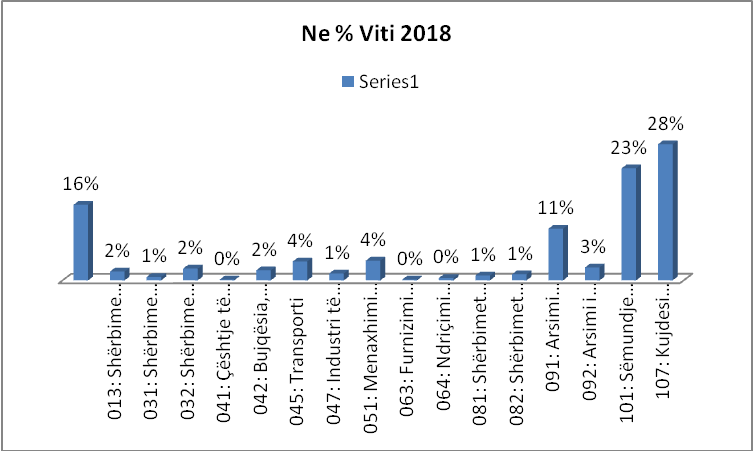 Ne % Viti 2018
Series1
16%
2%
1%
2%
0%
2%
4%
1%
4%
0%
0%
1%
1%
11%
3%
23%
28%
013: Shërbime...
031: Shërbime...
032: Shërbime...
041: Çështje të...
042: Bujqësia,...
045: Transporti
047: Industri të...
051: Menaxhimi...
063: Furnizimi...
064: Ndriçimi...
081: Shërbimet...
082: Shërbimet...
091: Arsimi...
092: Arsimi i...
101: Sëmundje...
107: Kujdesi...